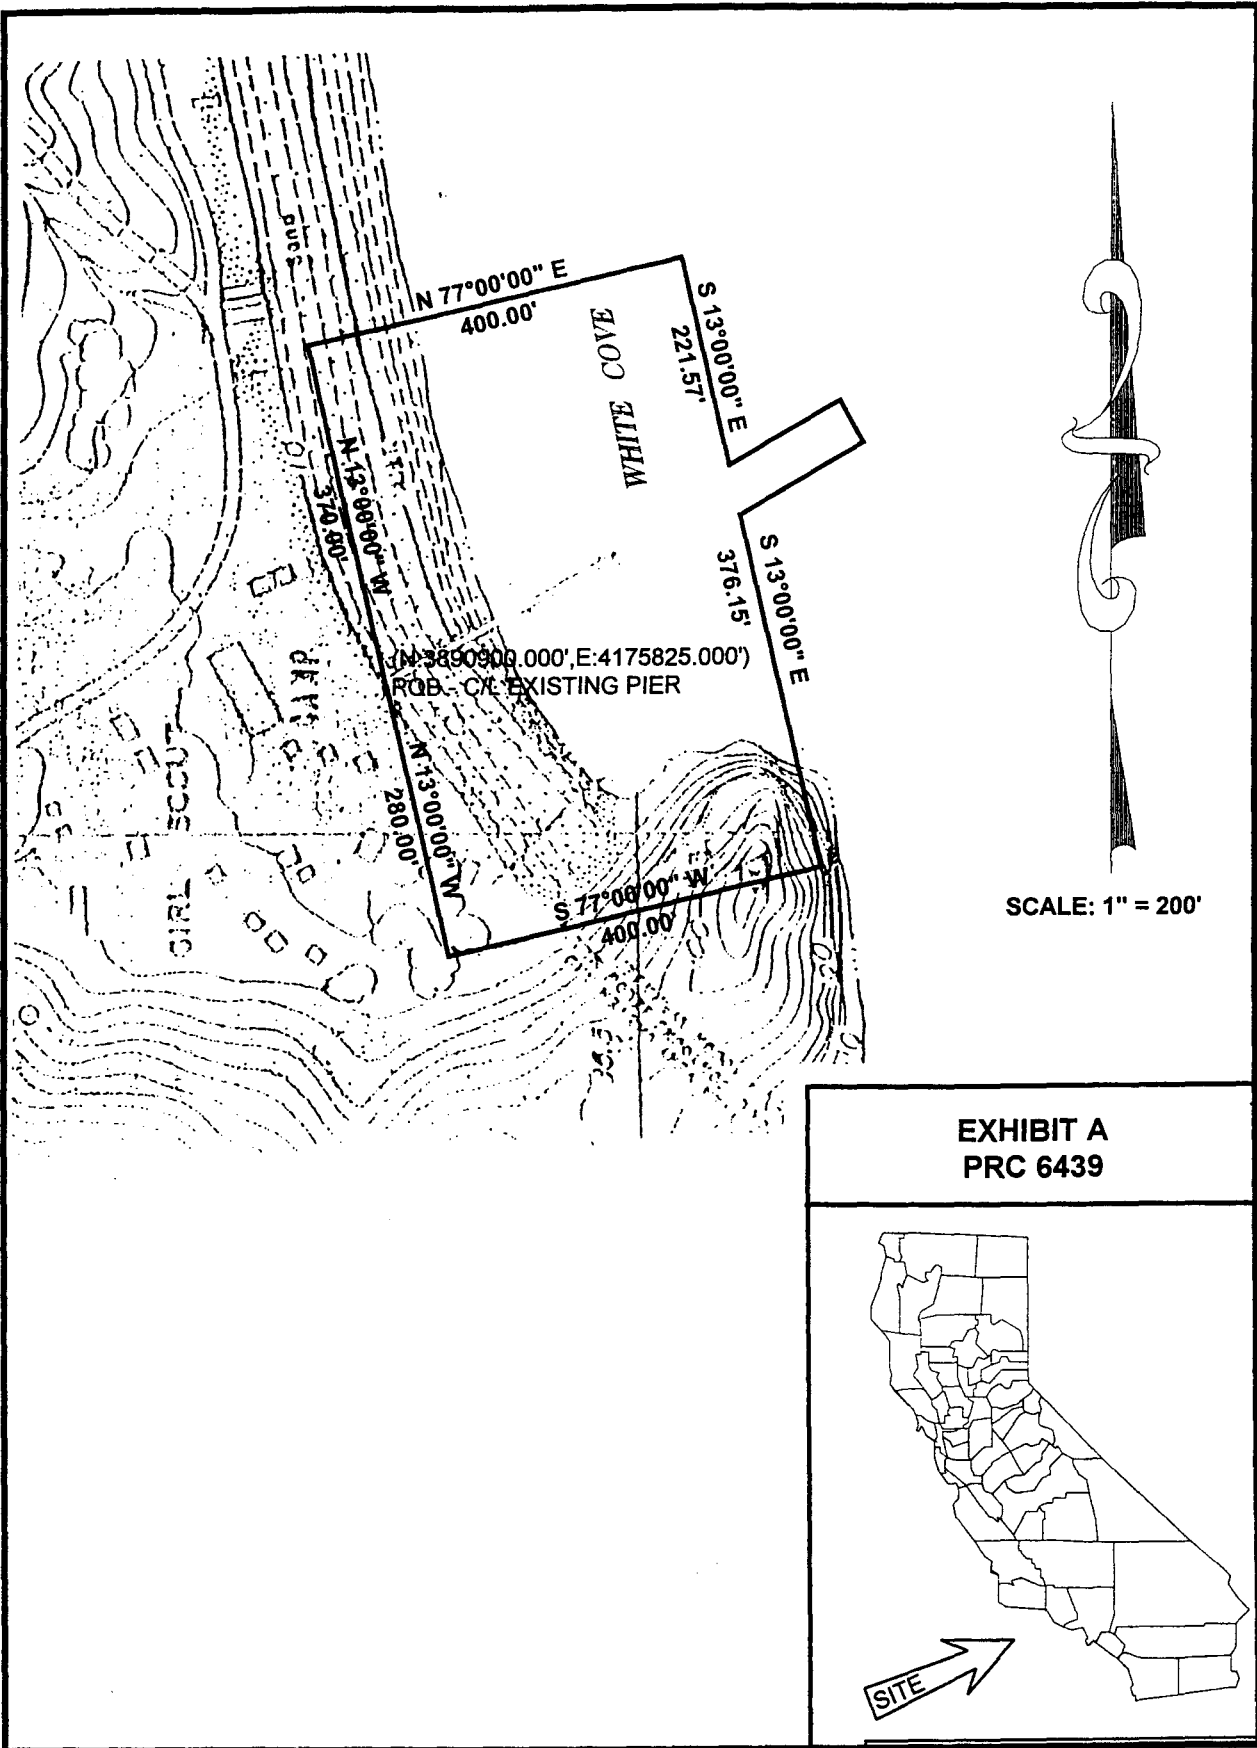 N 77°00'00" E
400.00'
S 13°00'00" E
221.57'
WHITE COVE
N 13°00'00" W
370.00'
S 13°00'00" E
376.15'
(N:3890900.000',E:4175825.000')
POB - C/L EXISTING PIER
N 13°00'00" W
280.00'
GIRL SCOUT
S 77°00'00" W
400.00'
SCALE: 1" = 200'
EXHIBIT A
PRC 6439
SITE